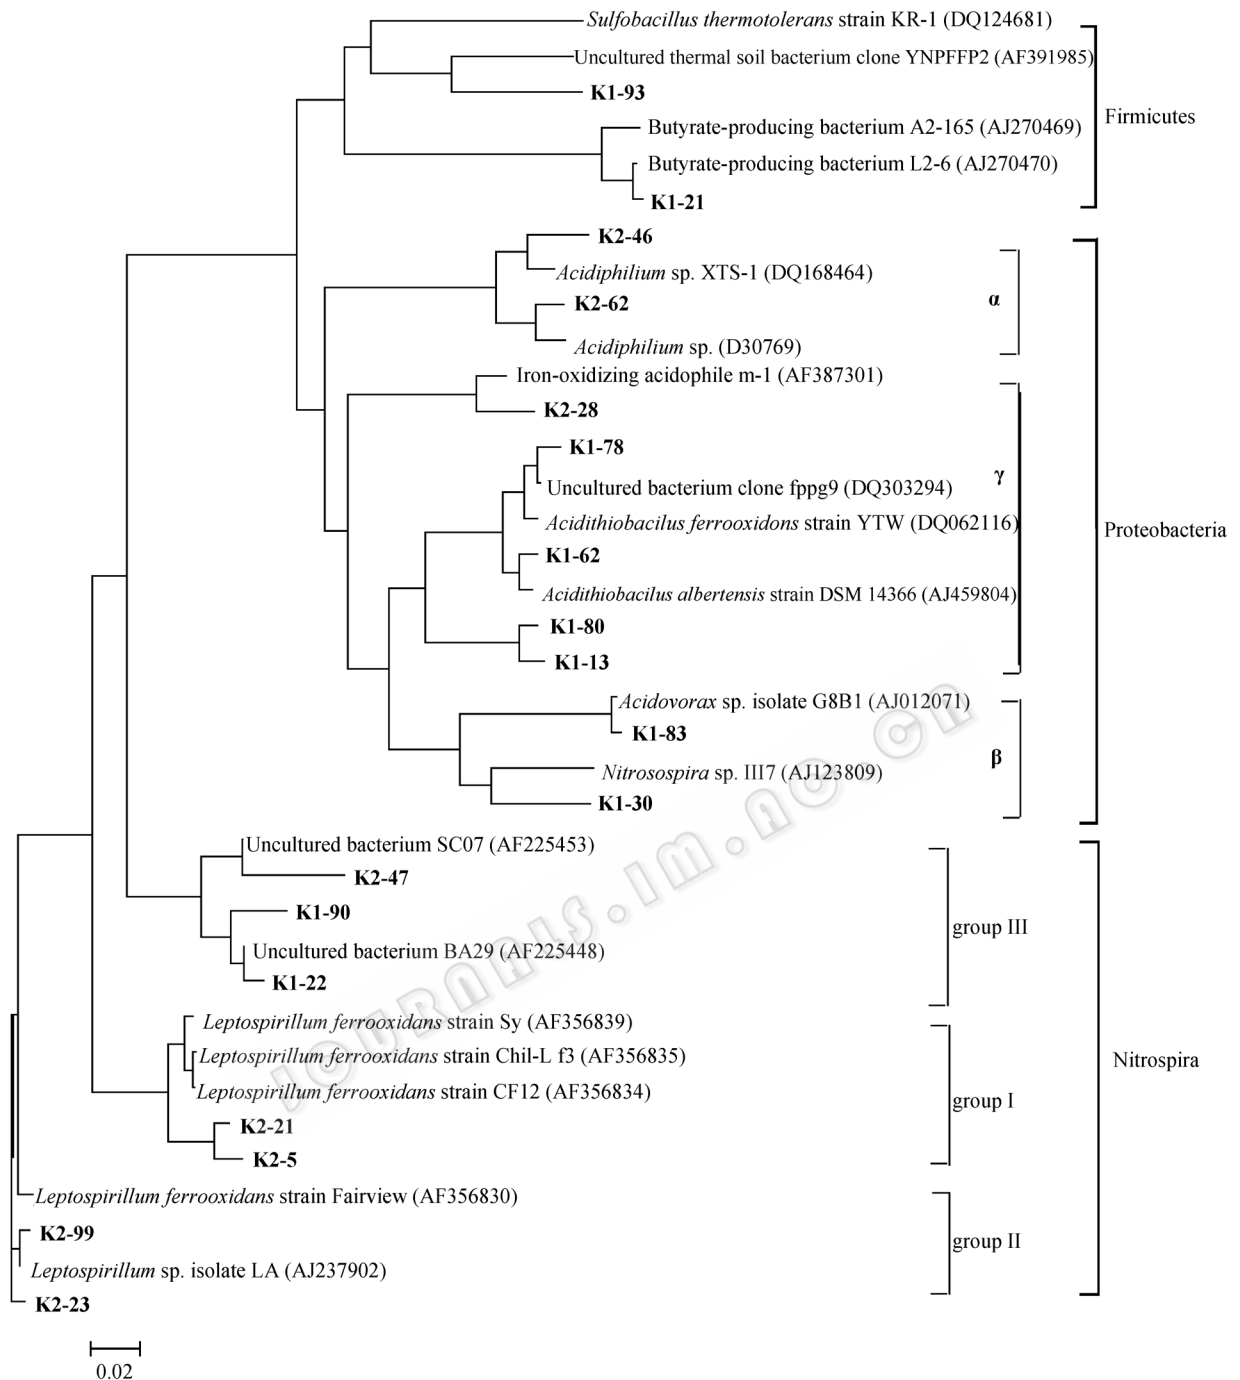 Sulfobacillus thermotolerans strain KR-1 (DQ124681)
Uncultured thermal soil bacterium clone YNPFFP2 (AF391985)
K1-93
Firmicutes
Butyrate-producing bacterium A2-165 (AJ270469)
Butyrate-producing bacterium L2-6 (AJ270470)
K1-21
K2-46
Acidiphilium sp. XTS-1 (DQ168464)
α
K2-62
Acidiphilium sp. (D30769)
Iron-oxidizing acidophile m-1 (AF387301)
K2-28
K1-78
γ
Uncultured bacterium clone fppg9 (DQ303294)
Acidithiobacilus ferrooxidons strain YTW (DQ062116)
Proteobacteria
K1-62
Acidithiobacilus albertensis strain DSM 14366 (AJ459804)
K1-80
K1-13
Acidovorax sp. isolate G8B1 (AJ012071)
K1-83
β
Nitrosospira sp. III7 (AJ123809)
K1-30
Uncultured bacterium SC07 (AF225453)
K2-47
K1-90
group III
Uncultured bacterium BA29 (AF225448)
K1-22
Leptospirillum ferrooxidans strain Sy (AF356839)
Leptospirillum ferrooxidans strain Chil-L f3 (AF356835)
Nitrospira
Leptospirillum ferrooxidans strain CF12 (AF356834)
group I
K2-21
K2-5
Leptospirillum ferrooxidans strain Fairview (AF356830)
K2-99
group II
Leptospirillum sp. isolate LA (AJ237902)
K2-23
0.02
journals.im.ac.cn